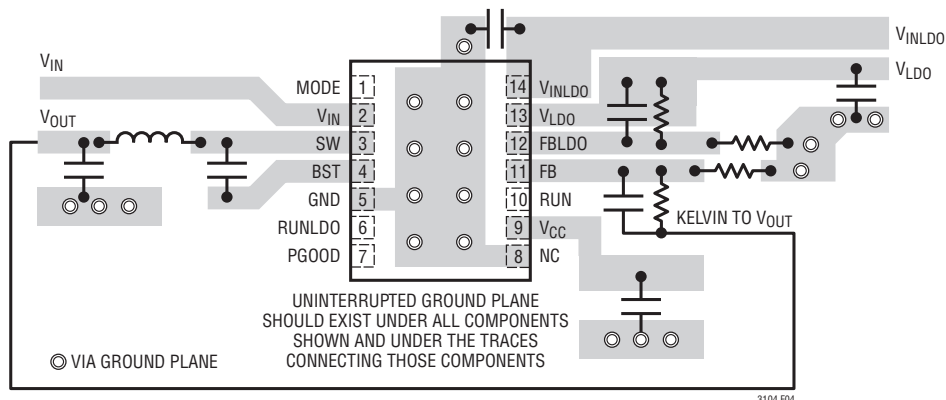 VINLDO
VIN
VLDO
MODE
1
14
VINLDO
VIN
2
13
VLDO
VOUT
SW
3
12
FBLDO
BST
4
11
FB
GND
5
10
RUN
KELVIN TO VOUT
RUNLDO
6
9
VCC
PGOOD
7
8
NC
UNINTERRUPTED GROUND PLANE
SHOULD EXIST UNDER ALL COMPONENTS
SHOWN AND UNDER THE TRACES
CONNECTING THOSE COMPONENTS
VIA GROUND PLANE
3104 F04